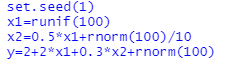 set.seed(1)
x1=runif(100)
x2=0.5*x1+rnorm(100)/10
y=2+2*x1+0.3*x2+rnorm(100)